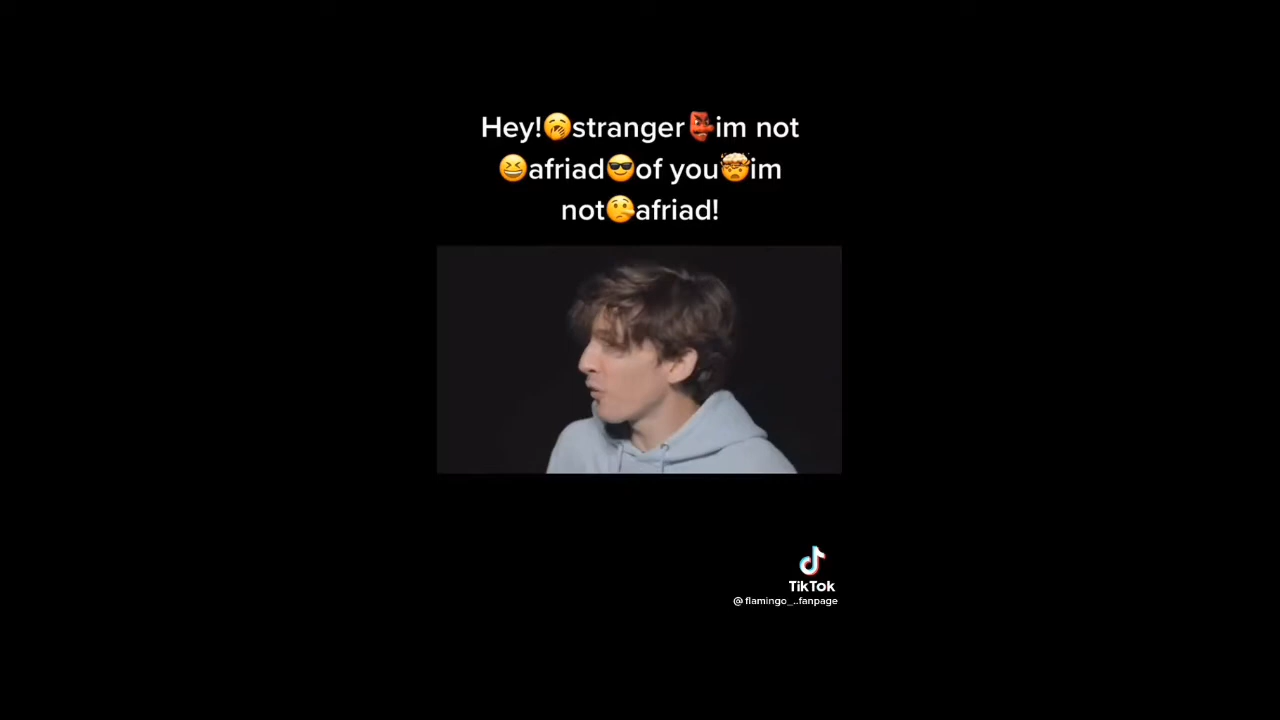 Hey!🥱stranger👺im not
😆afriad😎of you🤯im
not🤥afriad!
TikTok
@flamingo_..fanpage